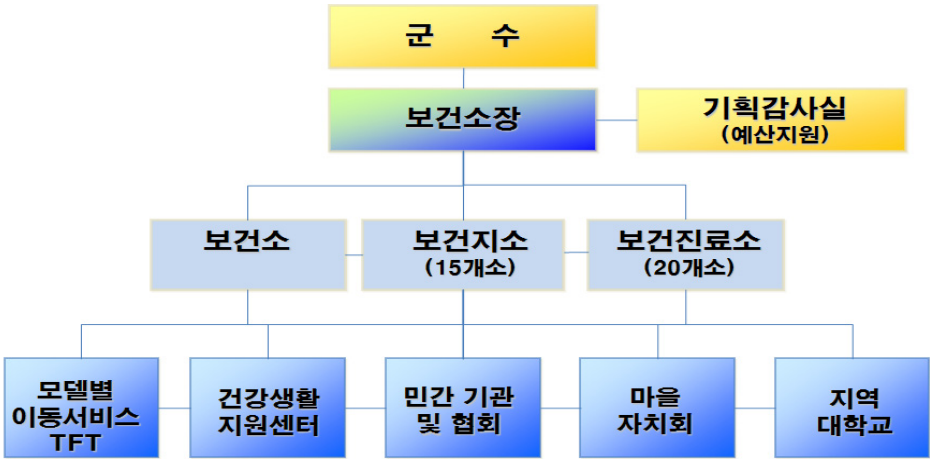 군 수
보건소장
기획감사실
(예산지원)
보건소
보건지소
(15개소)
보건진료소
(20개소)
모델별
이동서비스
TFT
건강생활
지원센터
민간 기관
및 협회
마을
자치회
지역
대학교